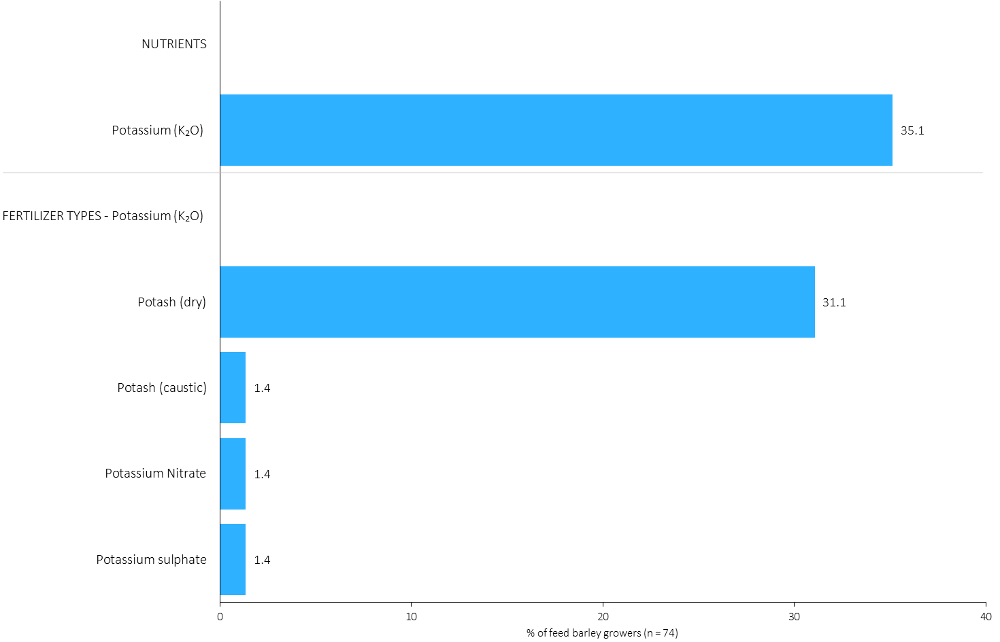 NUTRIENTS
Potassium (K₂O)
35.1
FERTILIZER TYPES - Potassium (K₂O)
Potash (dry)
31.1
Potash (caustic)
1.4
Potassium Nitrate
1.4
Potassium sulphate
1.4
0
10
20
30
40
% of feed barley growers (n = 74)